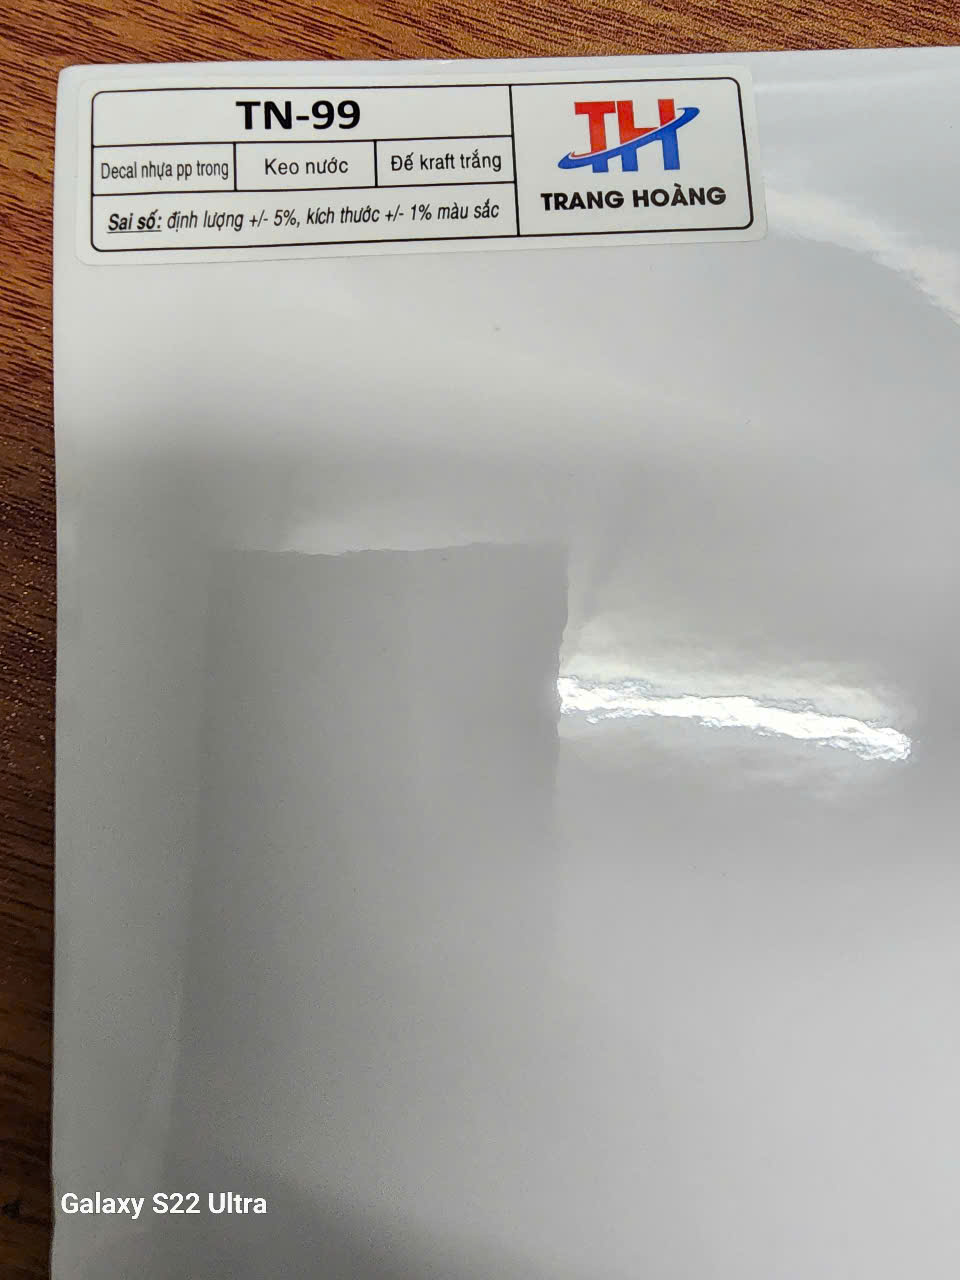 TN-99
Decal nhựa pp trong
Keo nước
Đế kraft trắng
Sai số: định lượng +/- 5%, kích thước +/- 1% màu sắc
TH
TRANG HOÀNG
Galaxy S22 Ultra